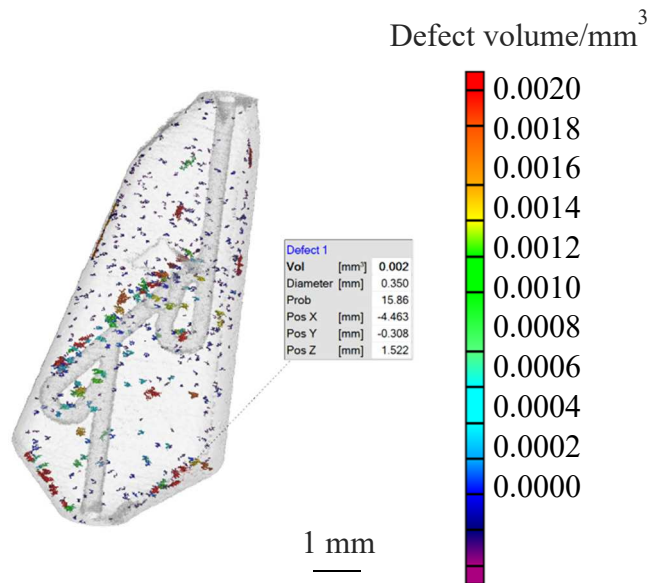 Defect volume/mm³
0.0020
0.0018
0.0016
0.0014
0.0012
0.0010
0.0008
0.0006
0.0004
0.0002
0.0000
Defect 1
Vol [mm³] 0.002
Diameter [mm] 0.350
Prob 15.86
Pos X [mm] -4.463
Pos Y [mm] -0.308
Pos Z [mm] 1.522
1 mm